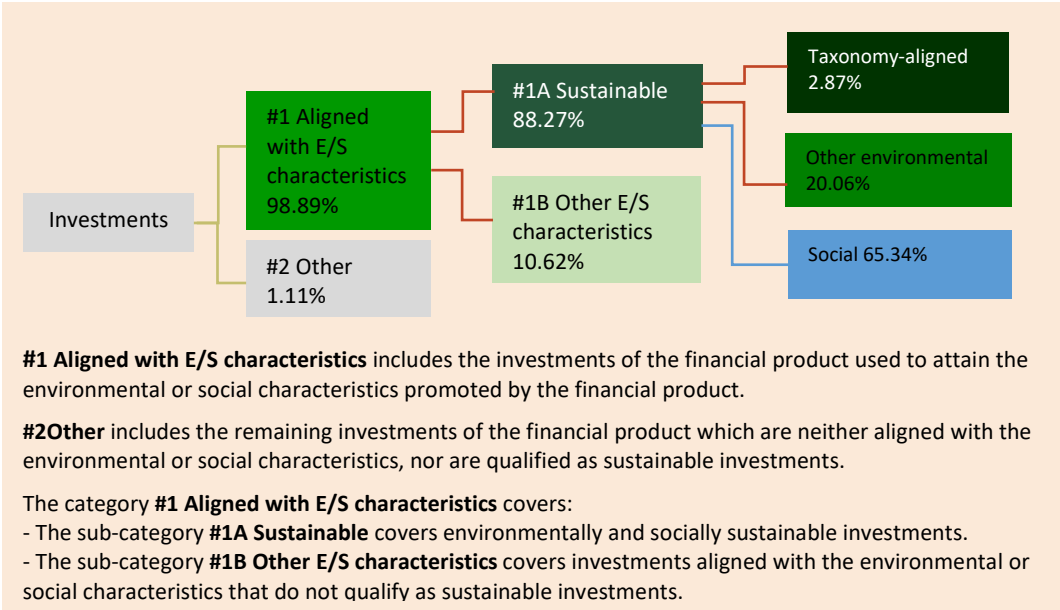 Investments
#1 Aligned
with E/S
characteristics
98.89%
#2 Other
1.11%
#1A Sustainable
88.27%
#1B Other E/S
characteristics
10.62%
Taxonomy-aligned
2.87%
Other environmental
20.06%
Social 65.34%
#1 Aligned with E/S characteristics includes the investments of the financial product used to attain the
environmental or social characteristics promoted by the financial product.
#2Other includes the remaining investments of the financial product which are neither aligned with the
environmental or social characteristics, nor are qualified as sustainable investments.
The category #1 Aligned with E/S characteristics covers:
- The sub-category #1A Sustainable covers environmentally and socially sustainable investments.
- The sub-category #1B Other E/S characteristics covers investments aligned with the environmental or
social characteristics that do not qualify as sustainable investments.